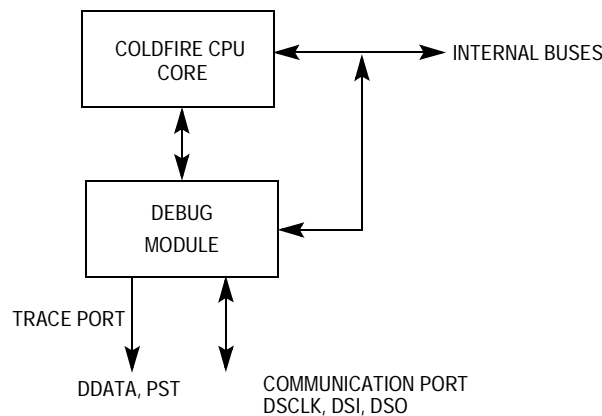 COLDFIRE CPU
CORE
INTERNAL BUSES
DEBUG
MODULE
TRACE PORT
DDATA, PST
COMMUNICATION PORT
DSCLK, DSI, DSO